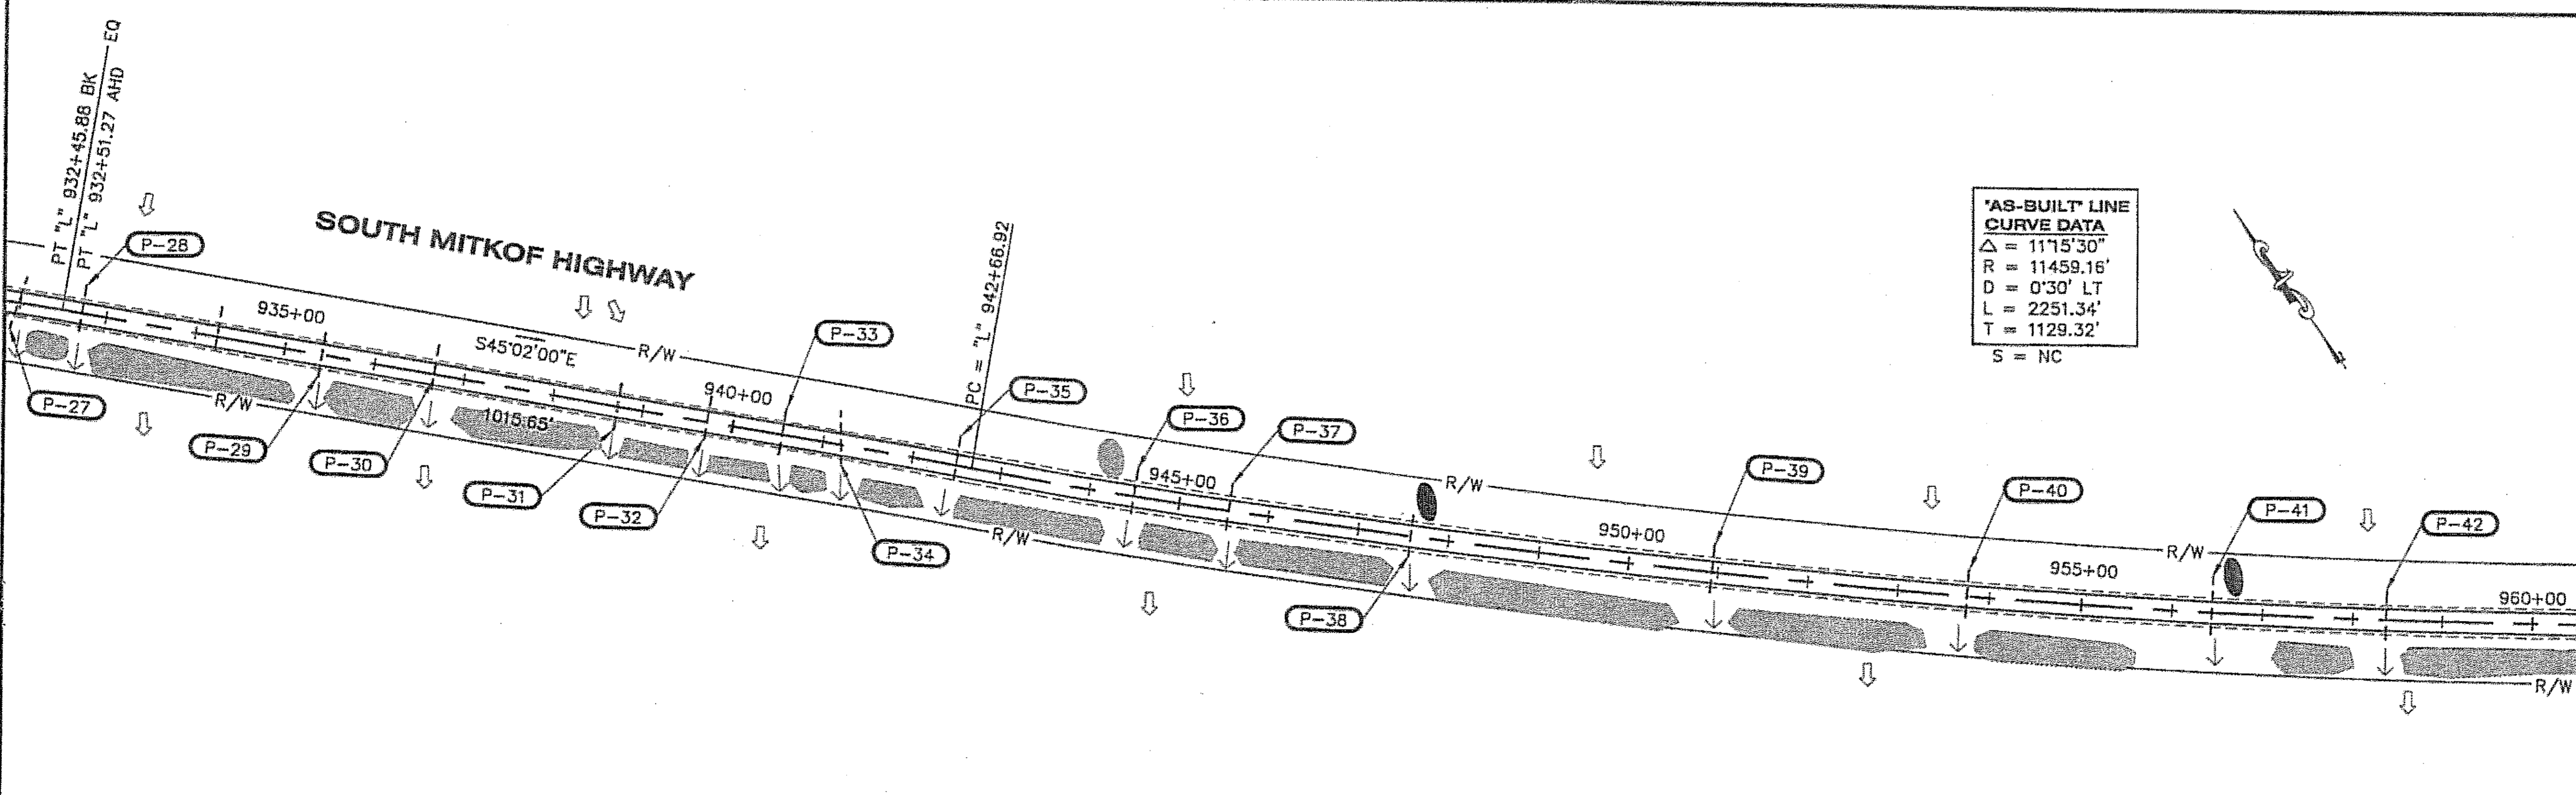 PT "L" 932+45.88 BK
PT "L" 932+51.27 AHD
EQ
P-28
SOUTH MITKOF HIGHWAY
935+00
S45°02'00"E
R/W
P-33
940+00
PC = "L" 942+66.92
P-35
P-27
R/W
P-29
P-30
1015.65'
P-31
P-32
P-34
R/W
P-36
945+00
P-37
R/W
P-38
950+00
P-39
P-40
955+00
R/W
P-41
P-42
960+00
R/W
"AS-BUILT" LINE
CURVE DATA
Δ = 11°15'30"
R = 11459.16'
D = 0°30' LT
L = 2251.34'
T = 1129.32'
S = NC